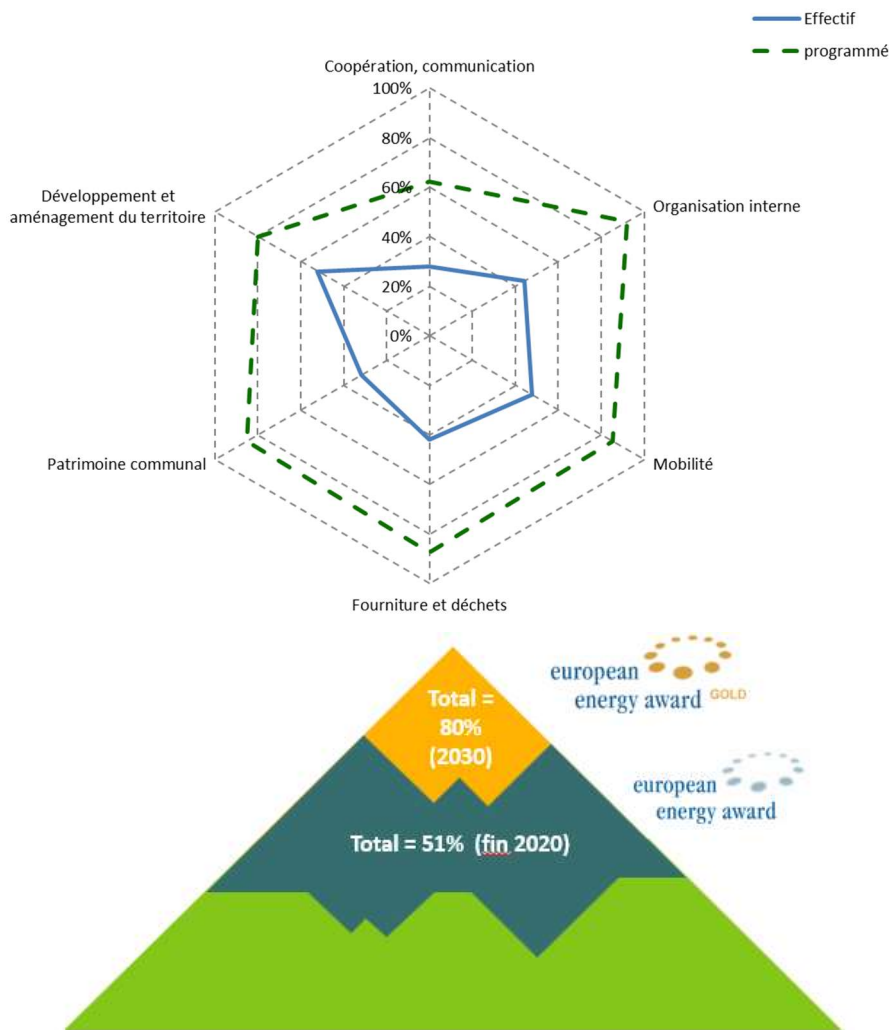 Effectif
programmé
Coopération, communication
100%
80%
60%
40%
20%
0%
Organisation interne
Mobilité
Fourniture et déchets
Patrimoine communal
Développement et
aménagement du territoire
Total =
80%
(2030)
european
energy award GOLD
european
energy award
Total = 51% (fin 2020)